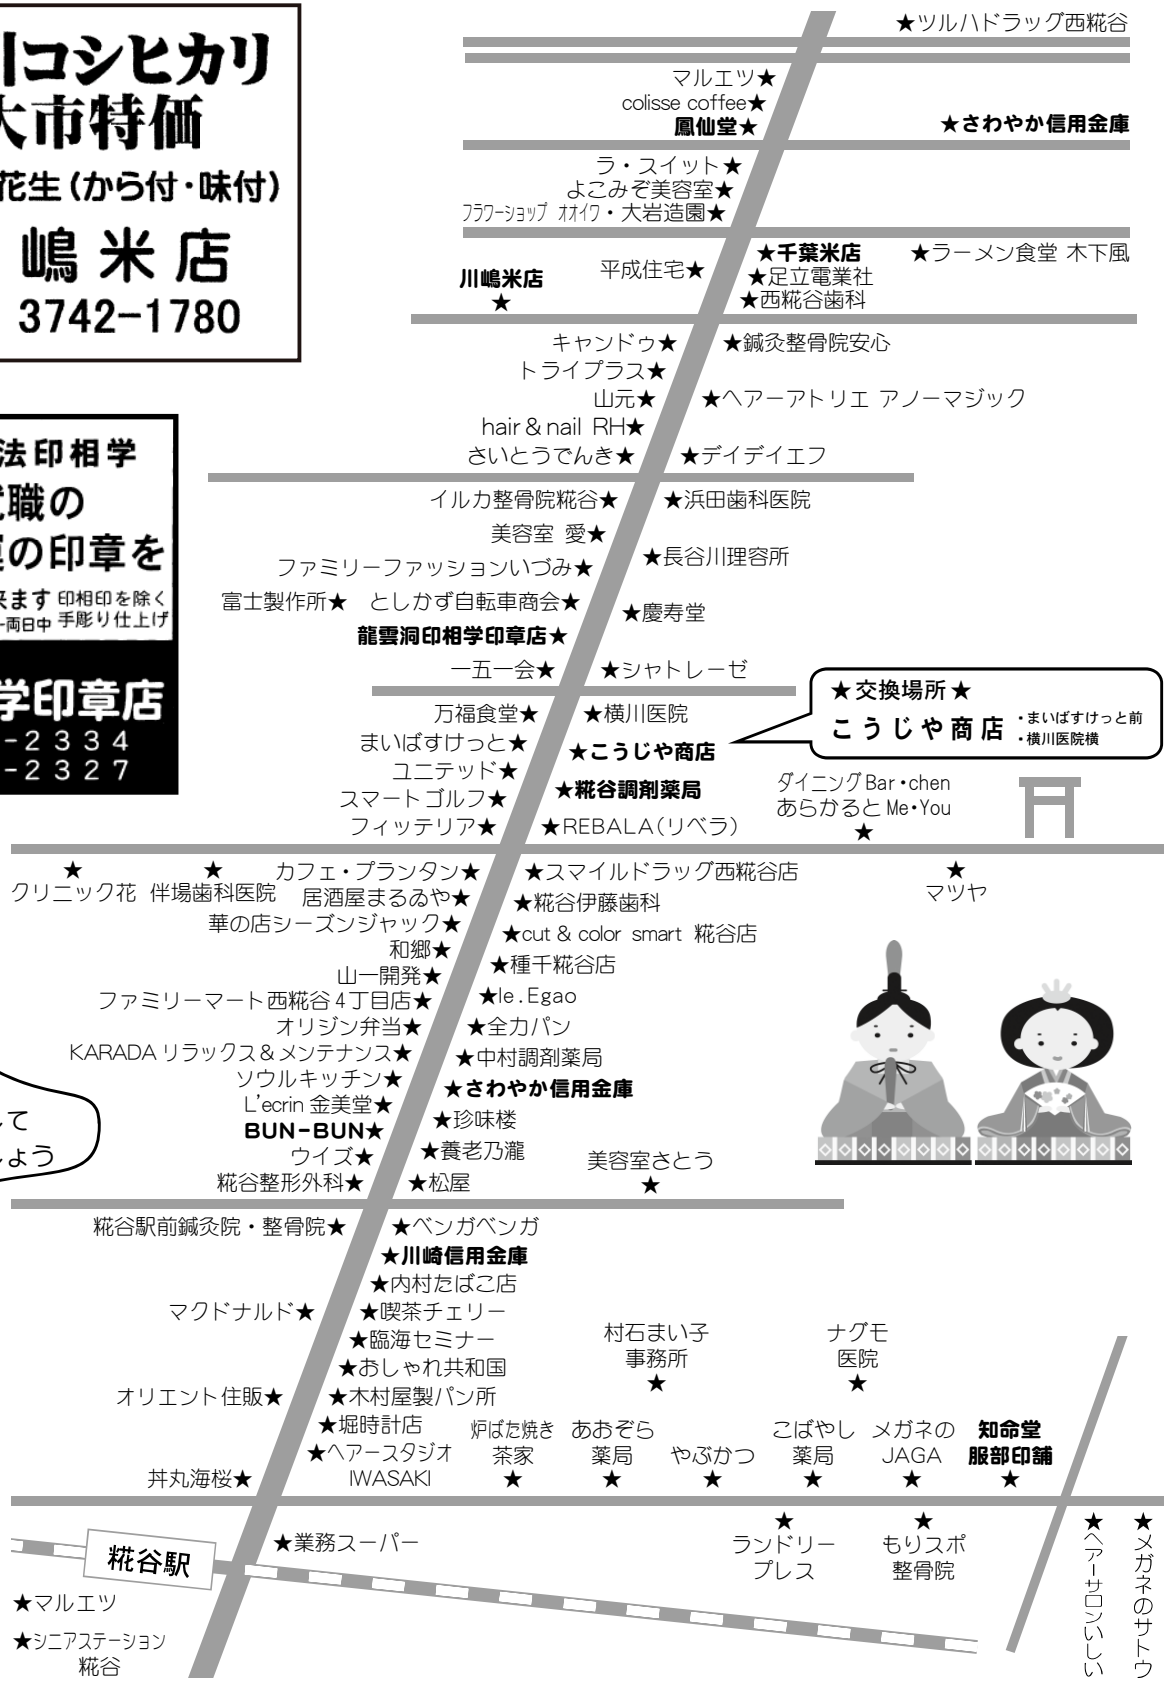 コシヒカリ
大市特価
花生（から付・味付）
嶋米店
3742-1780
法印相学
職の
の印章を
来ます 印相印を除く
一両日中 手彫り仕上げ
学印章店
-2334
-2327
して
しょう
★ツルハドラッグ西糀谷
マルエツ★
colisse coffee★
鳳仙堂★
★さわやか信用金庫
ラ・スイット★
よこみぞ美容室★
フラワーショップ オオイワ・大岩造園★
川嶋米店
★
平成住宅★
★千葉米店
★足立電業社
★西糀谷歯科
★ラーメン食堂 木下風
キャンドゥ★
★鍼灸整骨院安心
トライプラス★
山元★
★ヘアーアトリエ アノーマジック
hair & nail RH★
さいとうでんき★
★デイデイエフ
イルカ整骨院糀谷★
★浜田歯科医院
美容室 愛★
★長谷川理容所
ファミリーファッションいづみ★
富士製作所★ としかず自転車商会★
★慶寿堂
龍雲洞印相学印章店★
一五一会★
★シャトレーゼ
★交換場所★
こうじや商店
・まいばすけっと前
・横川医院横
万福食堂★
★横川医院
まいばすけっと★
★こうじや商店
ユニテッド★
★糀谷調剤薬局
スマートゴルフ★
フィッテリア★
★REBALA（リベラ）
ダイニングBar・chen
あらかると Me・You
★
★
クリニック花
★
伴場歯科医院
カフェ・プランタン★
★スマイルドラッグ西糀谷店
★
マツヤ
居酒屋まるゐや★
★糀谷伊藤歯科
華の店シーズンジャック★
★cut & color smart 糀谷店
和郷★
★種千糀谷店
山一開発★
★le.Egao
ファミリーマート西糀谷4丁目店★
オリジン弁当★
★全力パン
KARADA リラックス＆メンテナンス★
★中村調剤薬局
ソウルキッチン★
★さわやか信用金庫
L'ecrin 金美堂★
★珍味楼
BUN-BUN★
★養老乃瀧
ウイズ★
糀谷整形外科★
★松屋
美容室さとう
★
糀谷駅前鍼灸院・整骨院★
★ベンガベンガ
★川崎信用金庫
★内村たばこ店
マクドナルド★
★喫茶チェリー
★臨海セミナー
★おしゃれ共和国
オリエント住販★
★木村屋製パン所
★堀時計店
★ヘアースタジオ
IWASAKI
丼丸海桜★
村石まい子
事務所
★
ナグモ
医院
★
炉ばた焼き
茶家
★
あおぞら
薬局
★
やぶかつ
★
こばやし
薬局
★
メガネの
JAGA
★
知命堂
服部印舗
★
糀谷駅
★業務スーパー
★
ランドリー
プレス
★
もりスポ
整骨院
★ヘアーサロンいしい
★メガネのサトウ
★マルエツ
★シニアステーション
糀谷